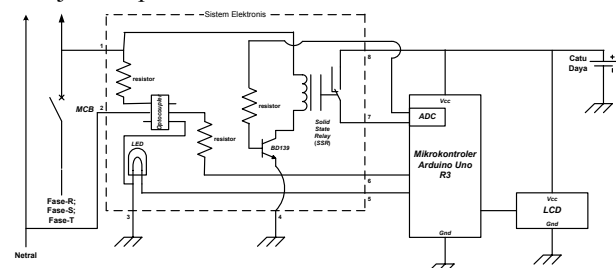 Sistem Elektronis
1
resistor
MCB
2
Optocoupler
resistor
LED
resistor
BD139
Solid
State
Relay
(SSR)
8
7
6
5
3
4
Vcc
ADC
Mikrokontroler
Arduino Uno
R3
Gnd
Catu
Daya
+
Vcc
LCD
Gnd
Fase-R;
Fase-S;
Fase-T
Netral